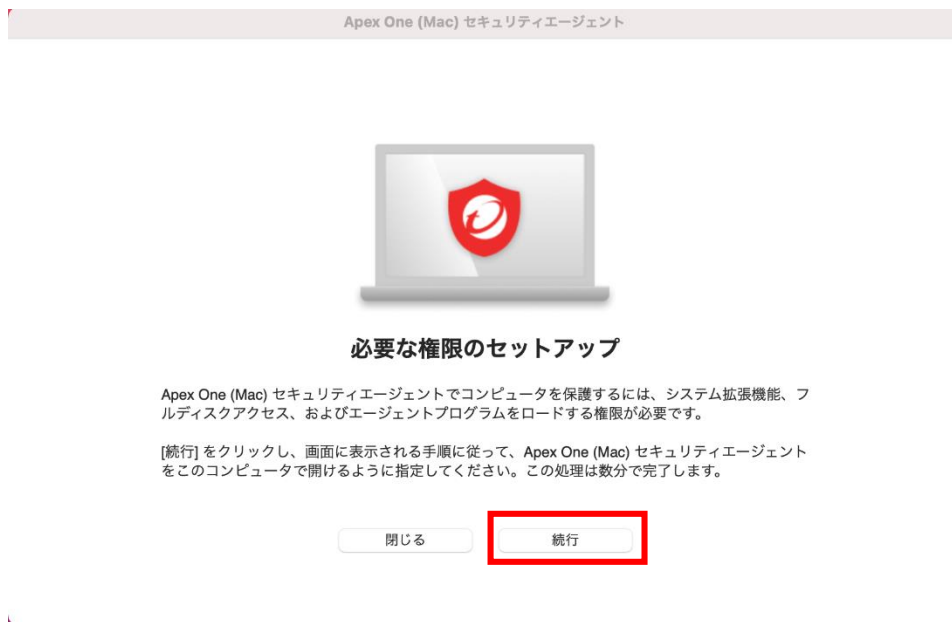 Apex One (Mac) セキュリティエージェント
必要な権限のセットアップ
Apex One (Mac) セキュリティエージェントでコンピュータを保護するには、システム拡張機能、フ
ルディスクアクセス、およびエージェントプログラムをロードする権限が必要です。
[続行] をクリックし、画面に表示される手順に従って、Apex One (Mac) セキュリティエージェント
をこのコンピュータで開けるように指定してください。この処理は数分で完了します。
閉じる
続行